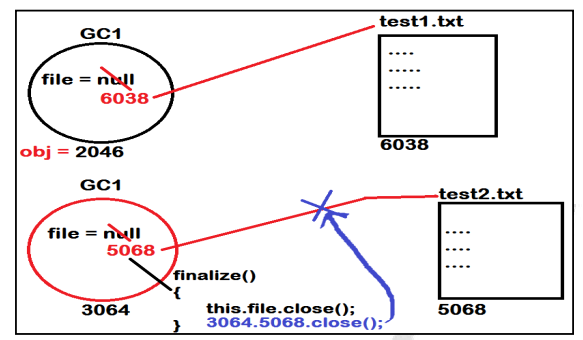 GC1
test1.txt
file = null
6038
....
.....
.....
obj = 2046
6038
GC1
test2.txt
file = null
5068
....
....
....
finalize()
{
3064
this.file.close();
5068
} 3064.5068.close();